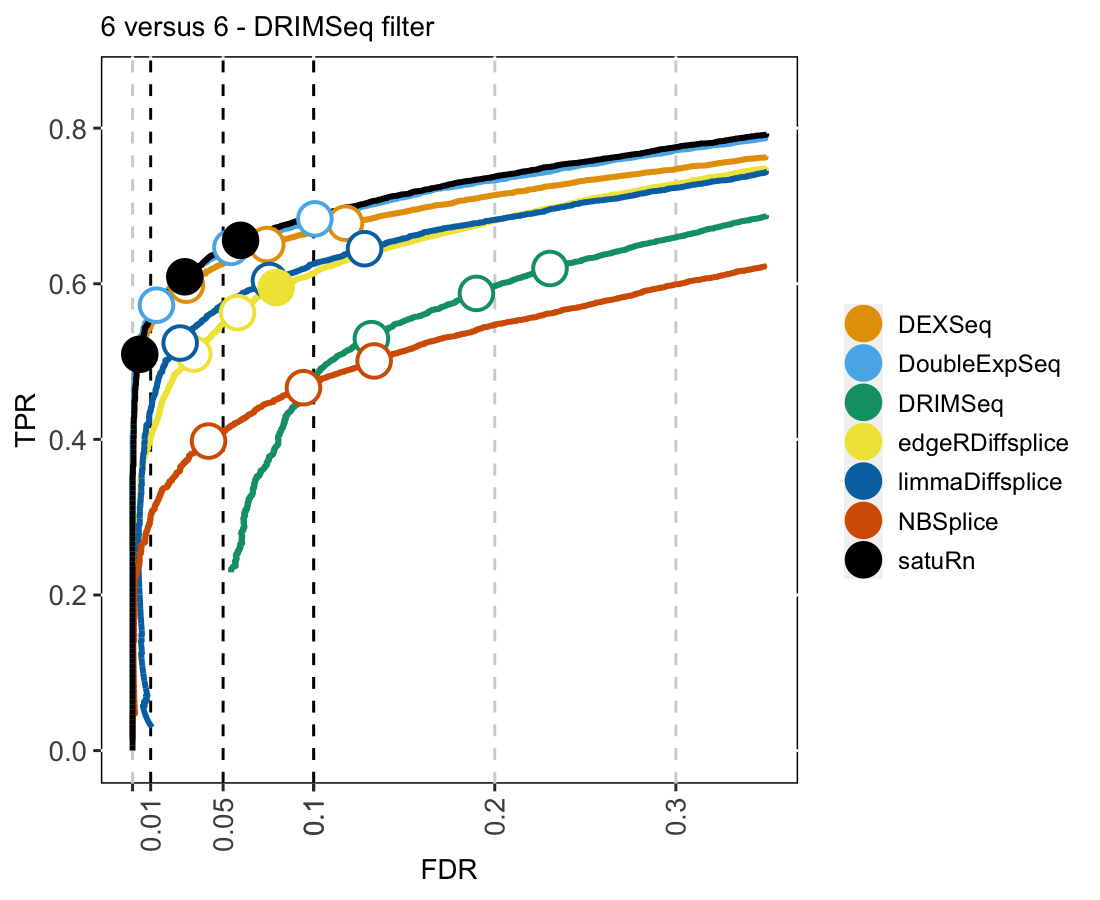 6 versus 6 - DRIMSeq filter
TPR
0.8
0.6
0.4
0.2
0.0
0.01
0.05
0.1
0.2
0.3
FDR
DEXSeq
DoubleExpSeq
DRIMSeq
edgeRDiffsplice
limmaDiffsplice
NBSplice
satuRn